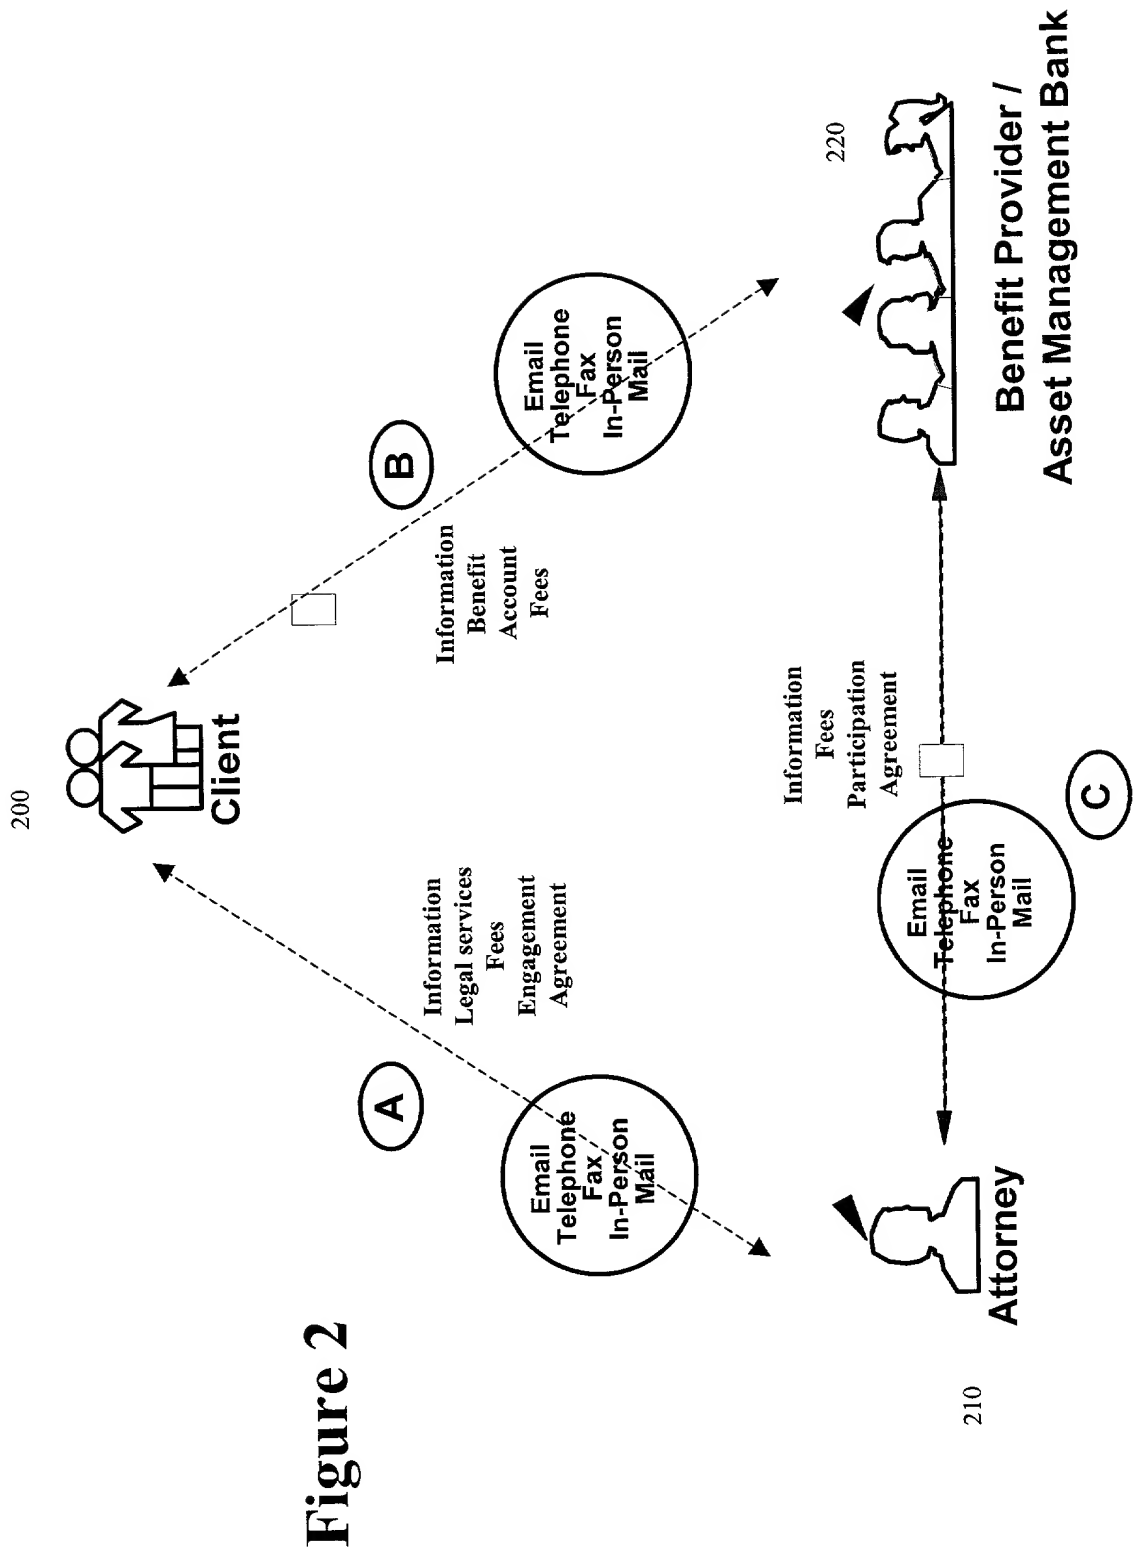 Figure 2
200
Client
A
Information
Legal services
Fees
Engagement
Agreement
Email
Telephone
Fax
In-Person
Mail
B
Information
Benefit
Account
Fees
Email
Telephone
Fax
In-Person
Mail
210
Attorney
Information
Fees
Participation
Agreement
Email
Telephone
Fax
In-Person
Mail
C
220
Benefit Provider /
Asset Management Bank